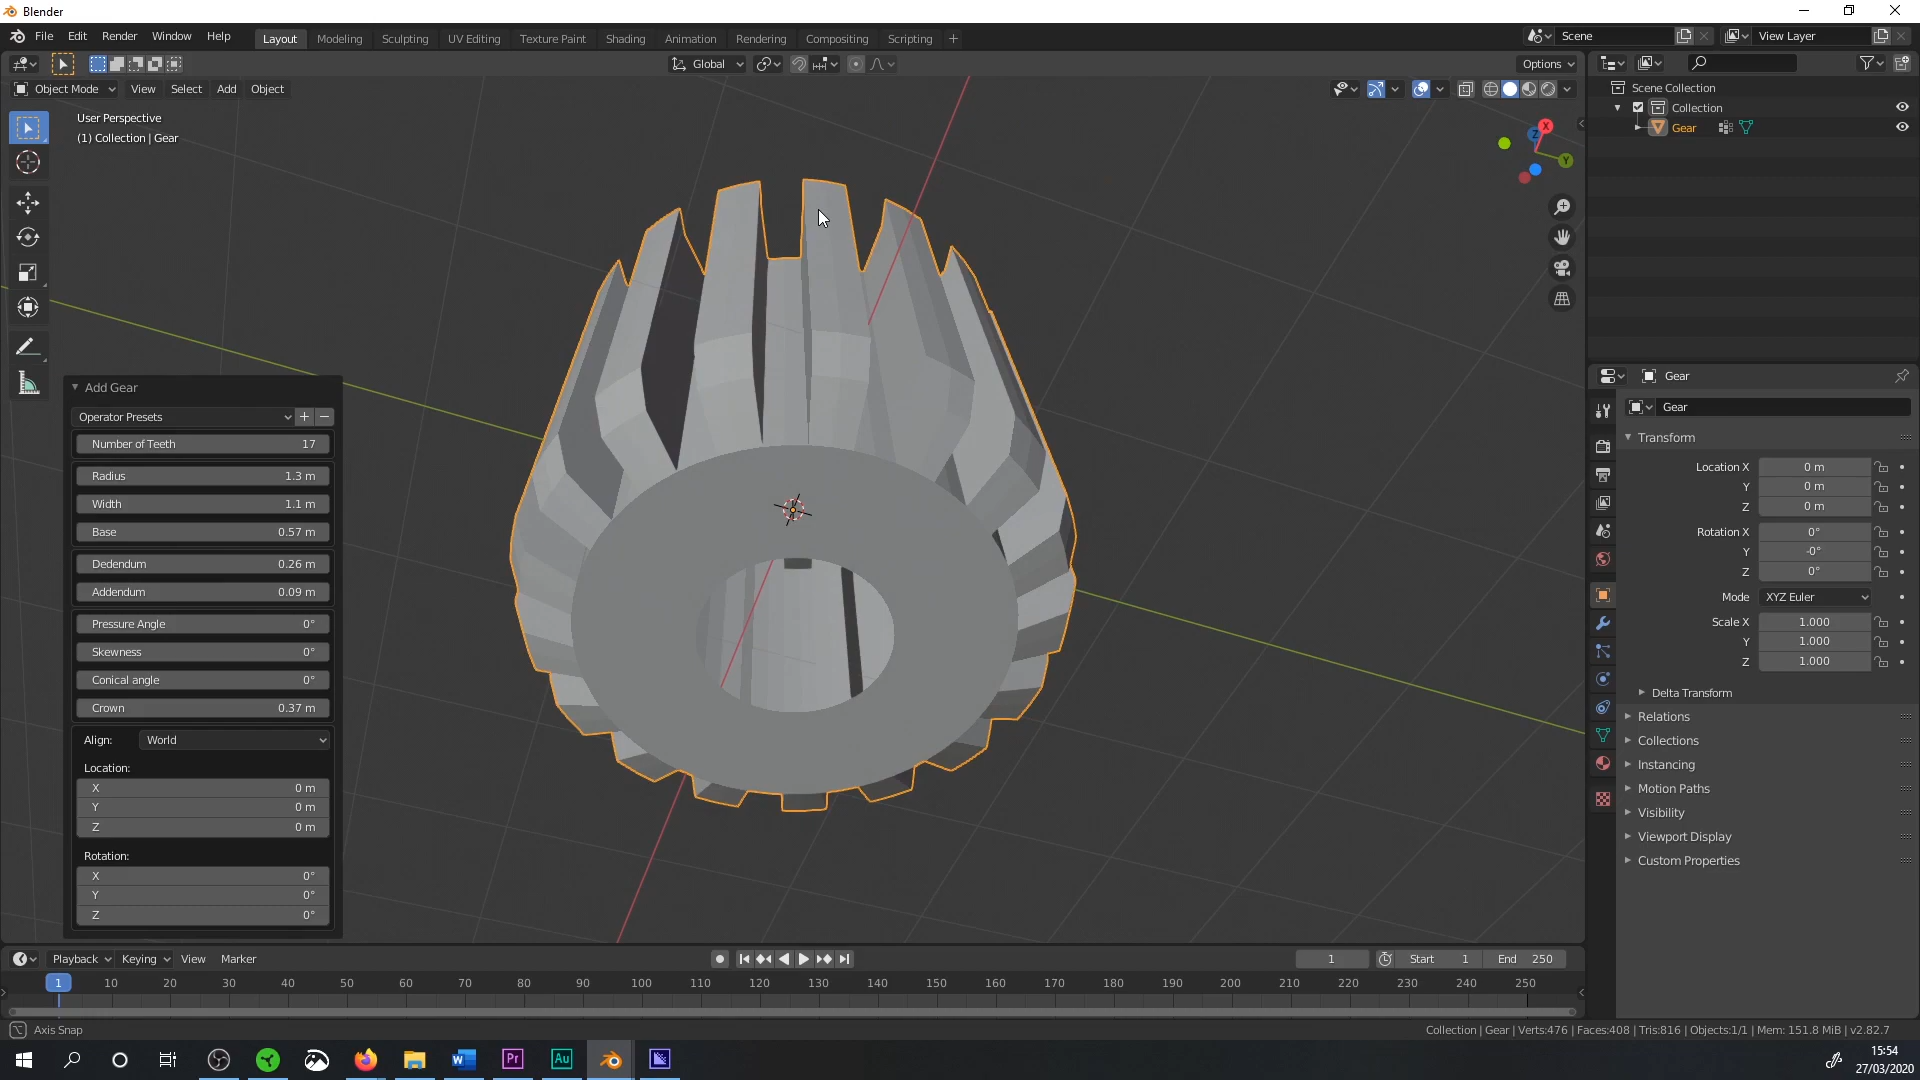 Blender
File Edit Render Window Help Layout Modeling Sculpting UV Editing Texture Paint Shading Animation Rendering Compositing Scripting + Scene View Layer
Global Options
Object Mode View Select Add Object
User Perspective
(1) Collection | Gear
Scene Collection
Collection
Gear
X
Y
Z
Add Gear
Operator Presets + −
Number of Teeth 17
Radius 1.3 m
Width 1.1 m
Base 0.57 m
Dedendum 0.26 m
Addendum 0.09 m
Pressure Angle 0°
Skewness 0°
Conical angle 0°
Crown 0.37 m
Align: World
Location:
X 0 m
Y 0 m
Z 0 m
Rotation:
X 0°
Y 0°
Z 0°
Gear
Gear
Transform
Location X 0 m
Y 0 m
Z 0 m
Rotation X 0°
Y -0°
Z 0°
Mode XYZ Euler
Scale X 1.000
Y 1.000
Z 1.000
Delta Transform
Relations
Collections
Instancing
Motion Paths
Visibility
Viewport Display
Custom Properties
Playback Keying View Marker 1 Start 1 End 250
1 10 20 30 40 50 60 70 80 90 100 110 120 130 140 150 160 170 180 190 200 210 220 230 240 250
Axis Snap
Collection | Gear | Verts:476 | Faces:408 | Tris:816 | Objects:1/1 | Mem: 151.8 MiB | v2.82.7
W Pr Au
15:54
27/03/2020